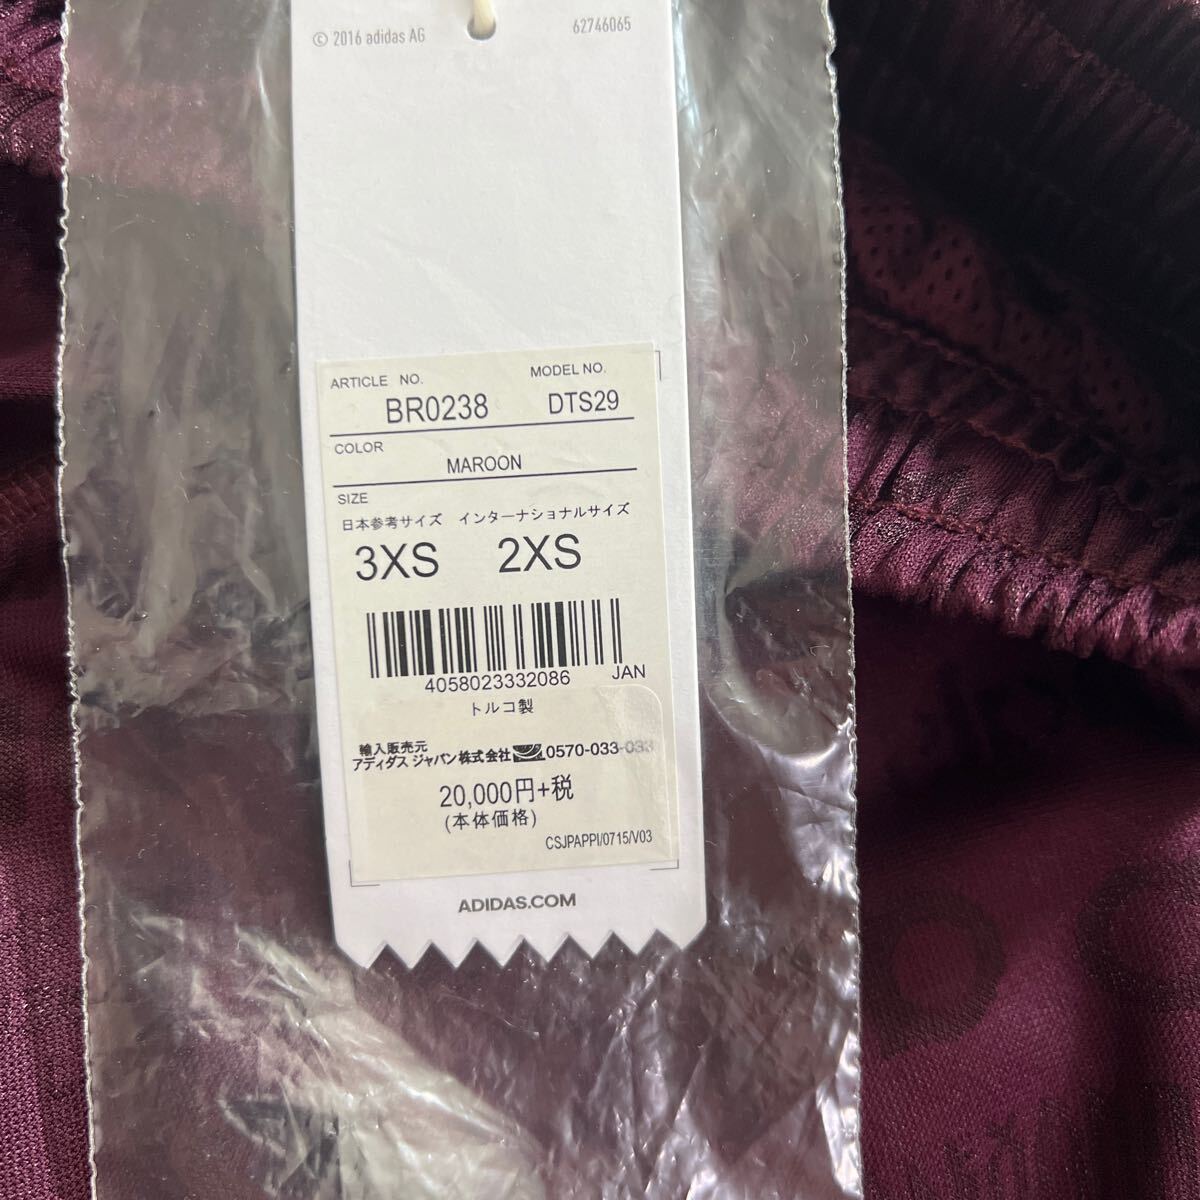 © 2016 adidas AG 62746065
ARTICLE NO. MODEL NO.
BR0238 DTS29
COLOR
MAROON
SIZE
日本参考サイズ インターナショナルサイズ
3XS 2XS
4058023332086 JAN
トルコ製
輸入販売元
アディダス ジャパン株式会社 0570-033-033
20,000円+税
(本体価格)
CSJPAPPI/0715/V03
ADIDAS.COM